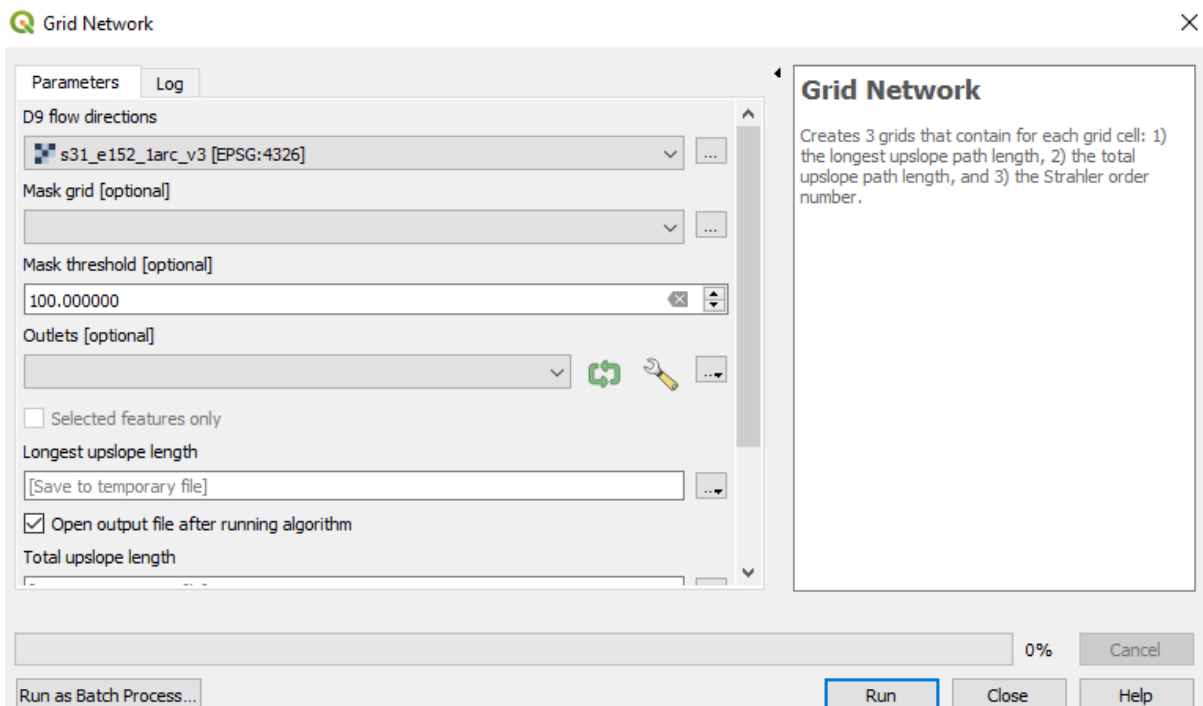 Grid Network
Parameters
Log
D9 flow directions
s31_e152_1arc_v3 [EPSG:4326]
...
Mask grid [optional]
...
Mask threshold [optional]
100.000000
Outlets [optional]
...
Selected features only
Longest upslope length
[Save to temporary file]
...
Open output file after running algorithm
Total upslope length
Grid Network
Creates 3 grids that contain for each grid cell: 1)
the longest upslope path length, 2) the total
upslope path length, and 3) the Strahler order
number.
0%
Cancel
Run as Batch Process...
Run
Close
Help